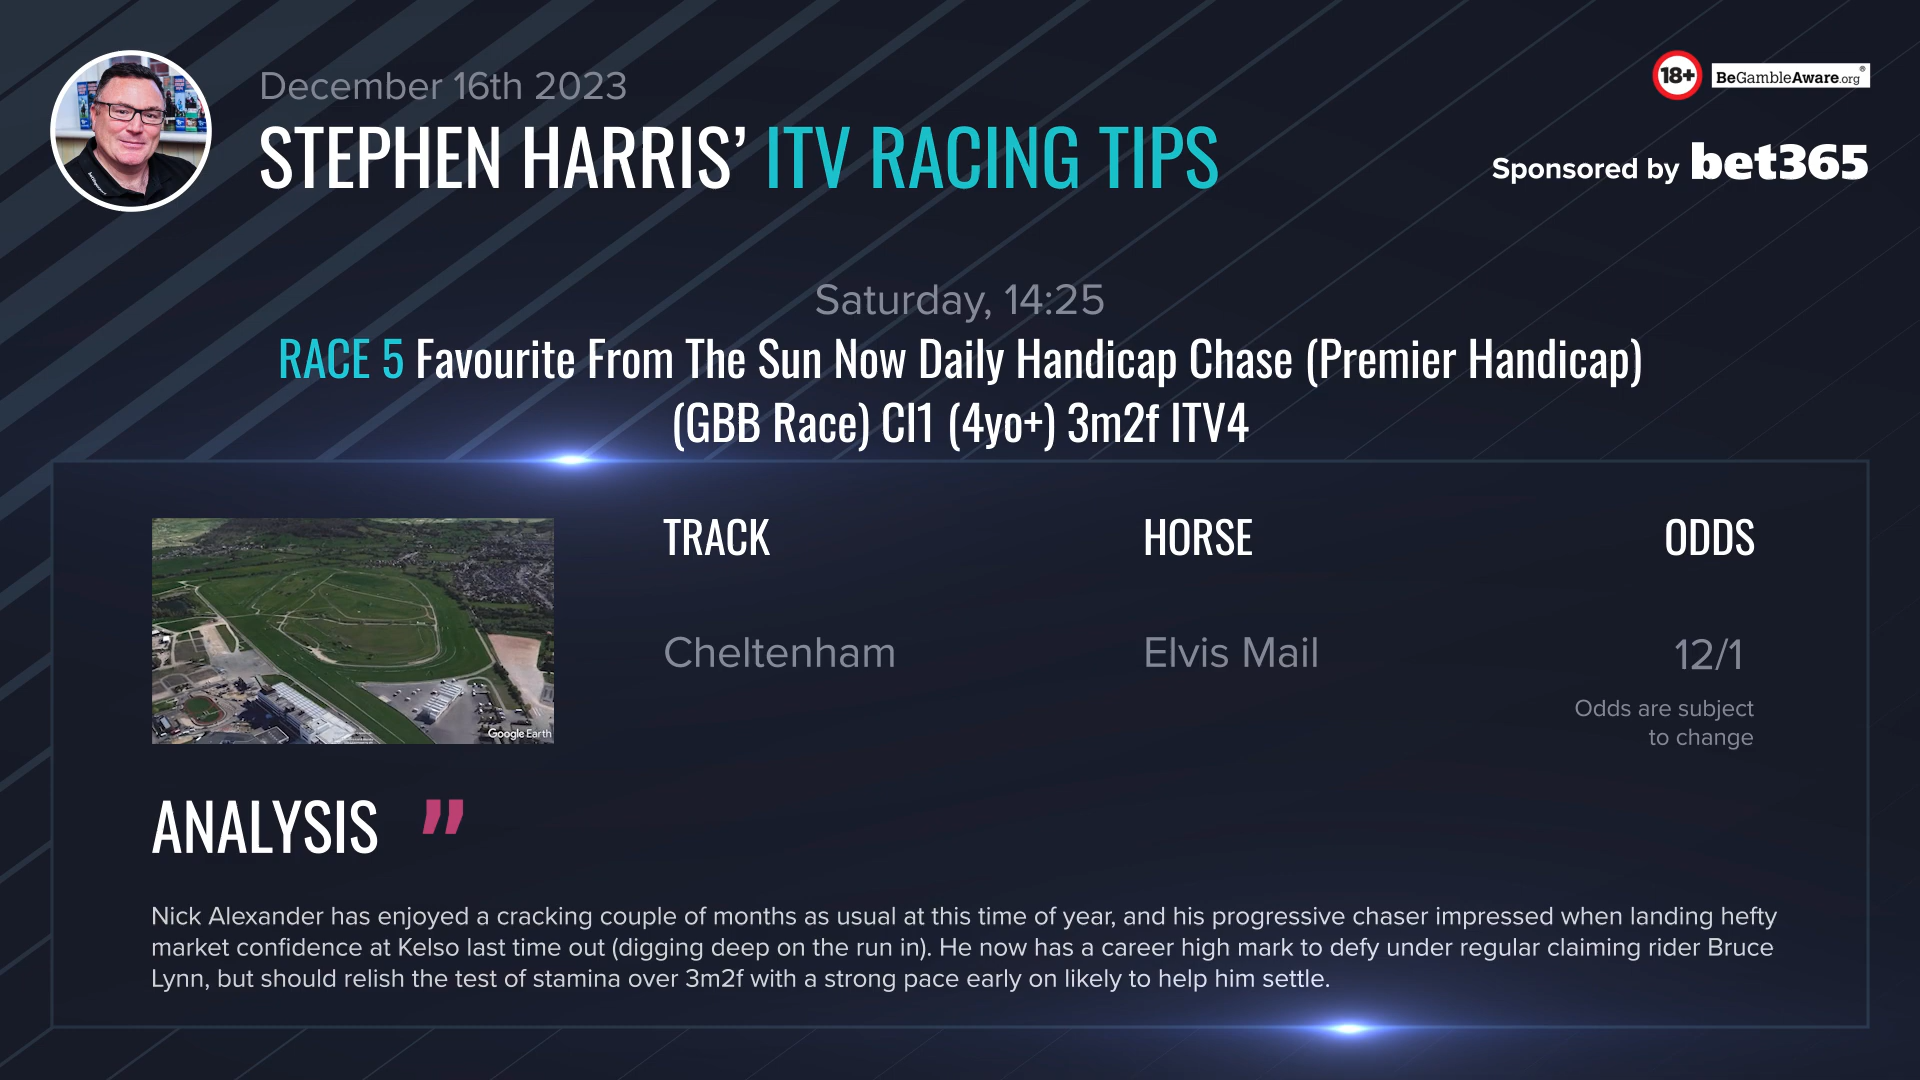 December 16th 2023
STEPHEN HARRIS’ ITV RACING TIPS
18+ BeGambleAware.org®
Sponsored by bet365
Saturday, 14:25
RACE 5 Favourite From The Sun Now Daily Handicap Chase (Premier Handicap)
(GBB Race) Cl1 (4yo+) 3m2f ITV4
TRACK HORSE ODDS
Cheltenham Elvis Mail 12/1
Odds are subject
to change
Google Earth
ANALYSIS ”
Nick Alexander has enjoyed a cracking couple of months as usual at this time of year, and his progressive chaser impressed when landing hefty
market confidence at Kelso last time out (digging deep on the run in). He now has a career high mark to defy under regular claiming rider Bruce
Lynn, but should relish the test of stamina over 3m2f with a strong pace early on likely to help him settle.